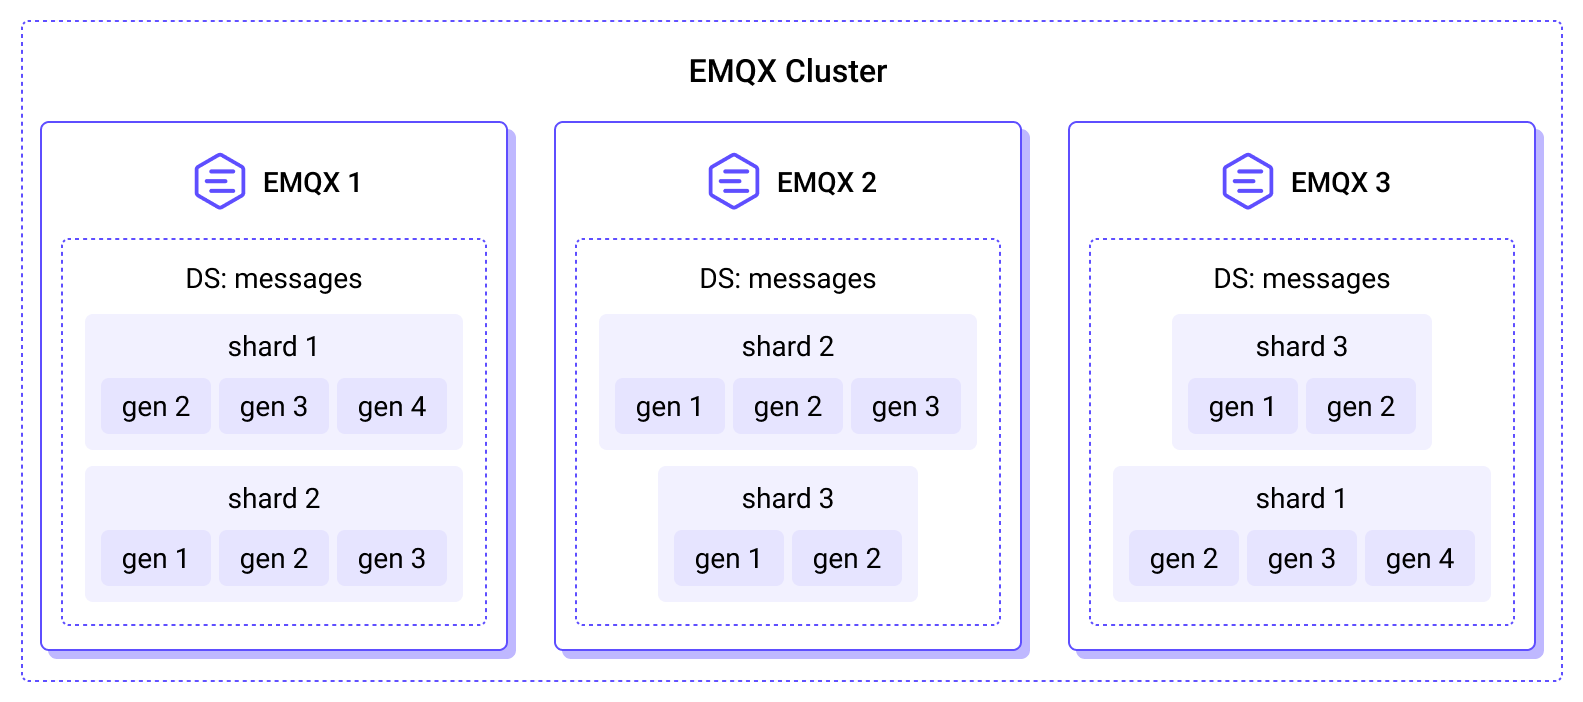 EMQX Cluster
EMQX 1
DS: messages
shard 1
gen 2 gen 3 gen 4
shard 2
gen 1 gen 2 gen 3
EMQX 2
DS: messages
shard 2
gen 1 gen 2 gen 3
shard 3
gen 1 gen 2
EMQX 3
DS: messages
shard 3
gen 1 gen 2
shard 1
gen 2 gen 3 gen 4